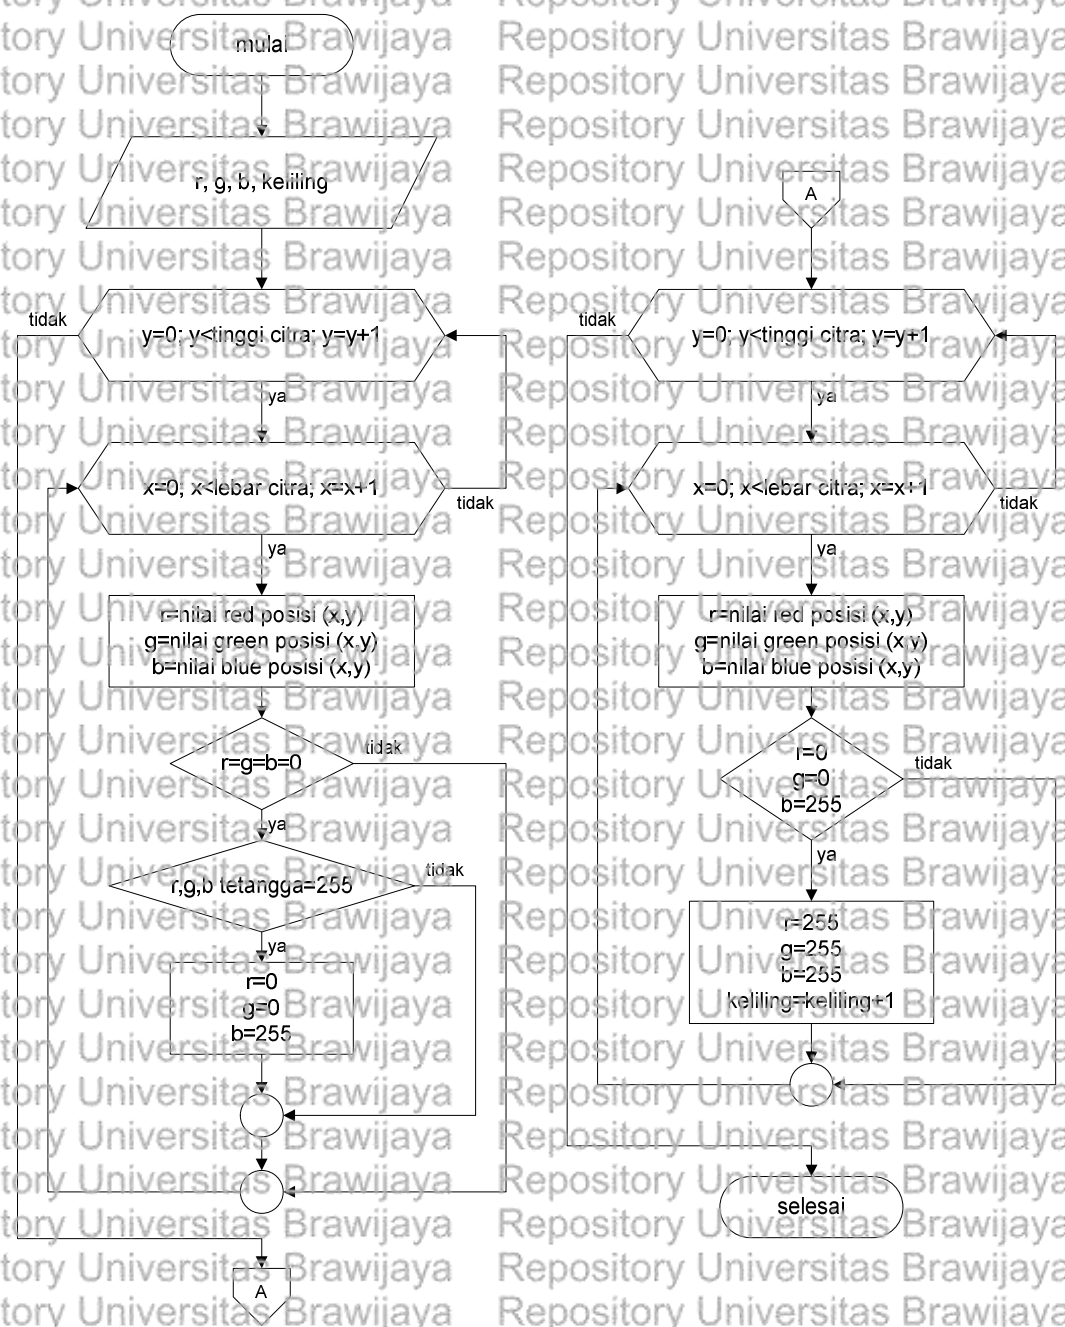 mulai
r, g, b, keliling
y=0; y<tinggi citra; y=y+1
tidak
ya
x=0; x<lebar citra; x=x+1
tidak
ya
r=nilai red posisi (x,y)
g=nilai green posisi (x,y)
b=nilai blue posisi (x,y)
r=g=b=0
tidak
ya
r,g,b tetangga=255
tidak
ya
r=0
g=0
b=255
A
A
tidak
y=0; y<tinggi citra; y=y+1
ya
x=0; x<lebar citra; x=x+1
tidak
ya
r=nilai red posisi (x,y)
g=nilai green posisi (x,y)
b=nilai blue posisi (x,y)
r=0
g=0
b=255
tidak
ya
r=255
g=255
b=255
keliling=keliling+1
selesai
Repository Universitas Brawijaya